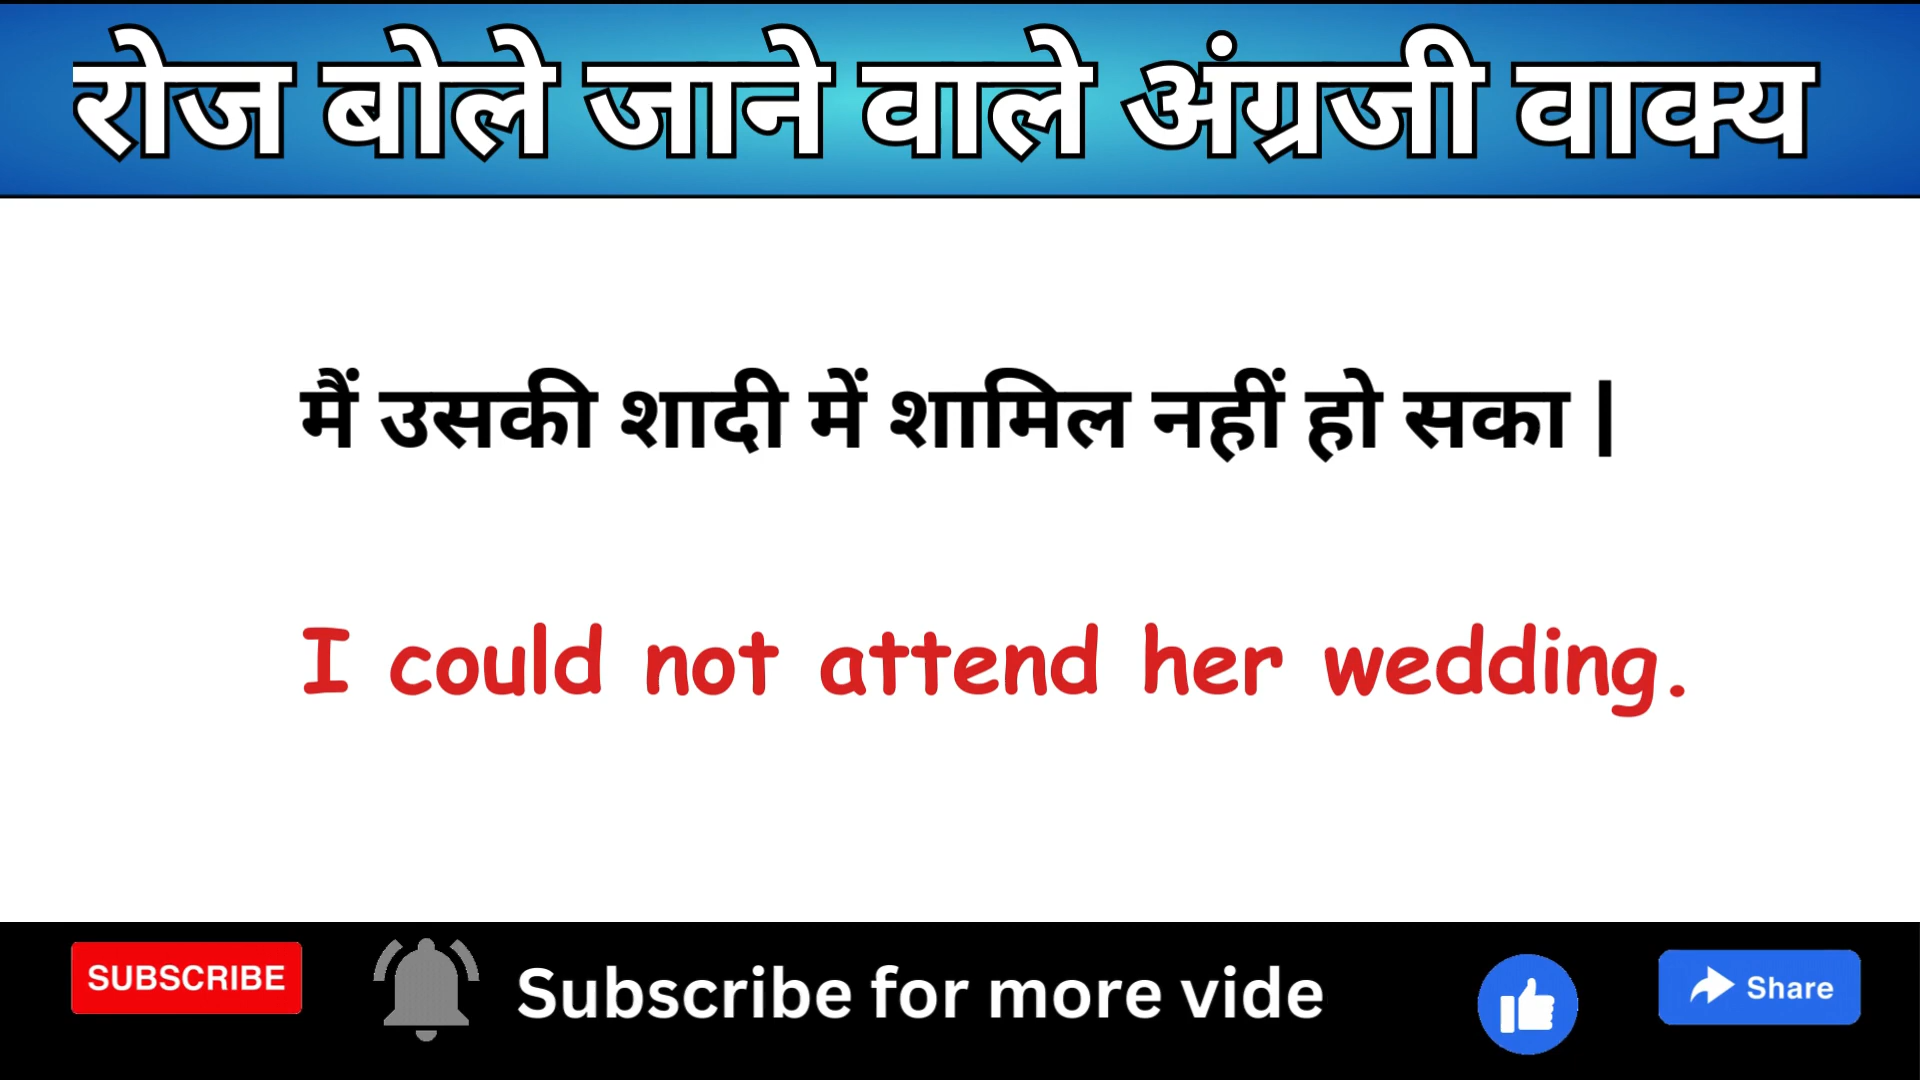 रोज बोले जाने वाले अंग्रजी वाक्य
मैं उसकी शादी में शामिल नहीं हो सका |
I could not attend her wedding.
SUBSCRIBE
Subscribe for more vide
Share